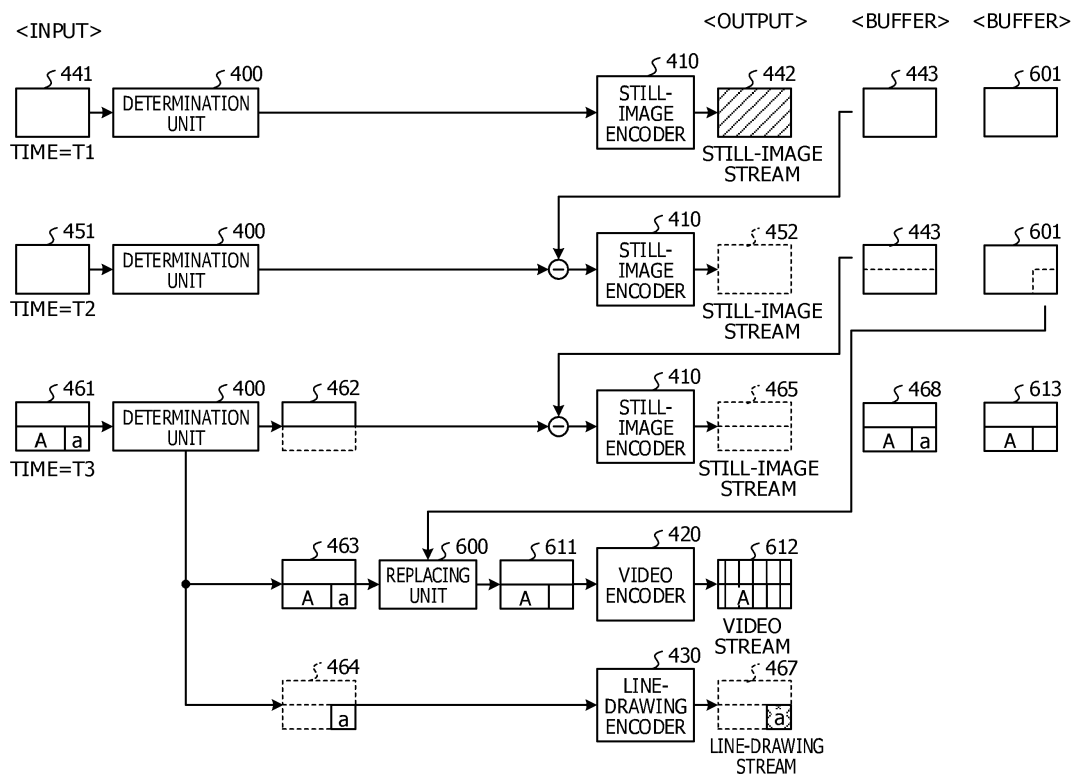 <INPUT>
<OUTPUT>
<BUFFER>
<BUFFER>
441
400
410
442
443
601
DETERMINATION
UNIT
STILL-
IMAGE
ENCODER
TIME=T1
STILL-IMAGE
STREAM
451
400
410
452
443
601
DETERMINATION
UNIT
STILL-
IMAGE
ENCODER
TIME=T2
STILL-IMAGE
STREAM
461
400
462
410
465
468
613
A
a
DETERMINATION
UNIT
STILL-
IMAGE
ENCODER
A
a
A
TIME=T3
STILL-IMAGE
STREAM
463
600
611
420
612
A
a
REPLACING
UNIT
A
VIDEO
ENCODER
A
VIDEO
STREAM
464
430
467
a
LINE-
DRAWING
ENCODER
a
LINE-DRAWING
STREAM